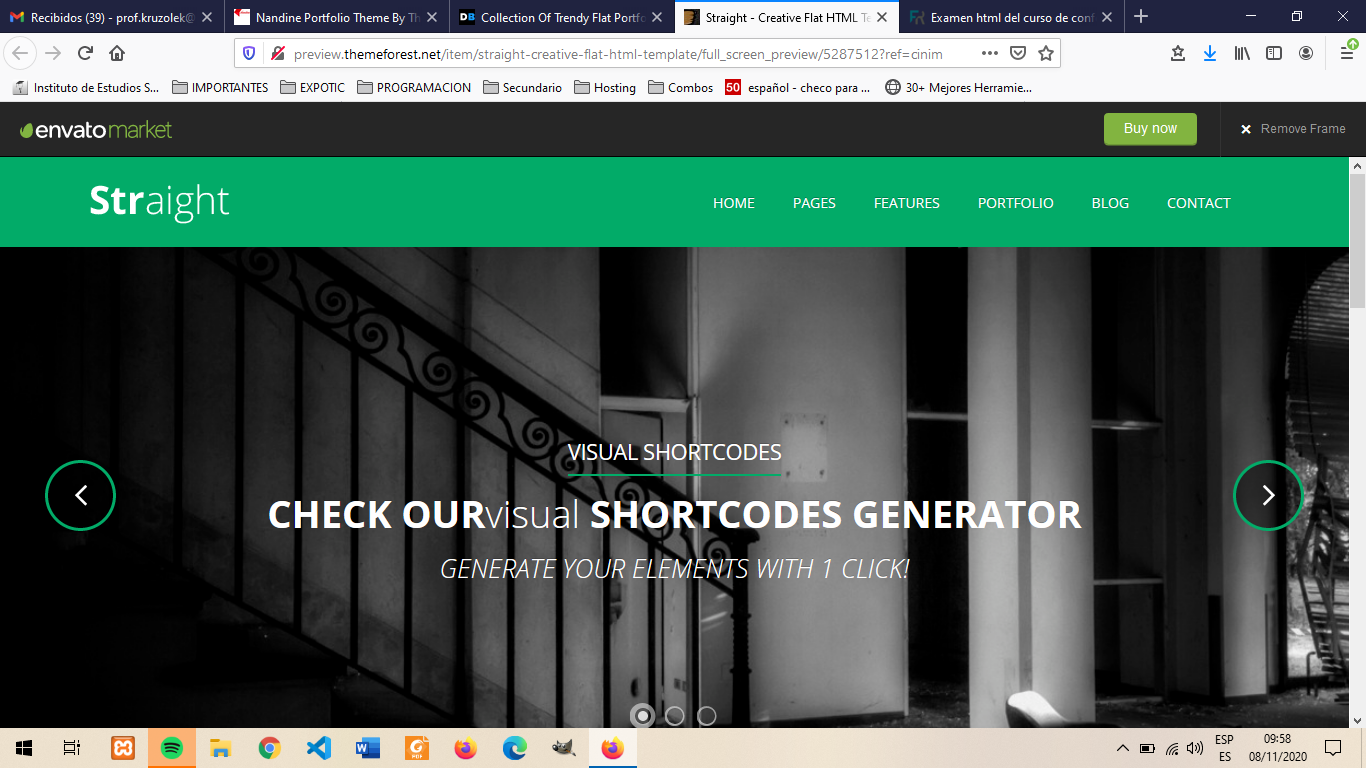 Recibidos (39) - prof.kruzolek@
Nandine Portfolio Theme By Th
Collection Of Trendy Flat Portfo
Straight - Creative Flat HTML Te
Examen html del curso de conf
preview.themeforest.net/item/straight-creative-flat-html-template/full_screen_preview/5287512?ref=cinim
Instituto de Estudios S...
IMPORTANTES
EXPOTIC
PROGRAMACION
Secundario
Hosting
Combos
50 español - checo para ...
30+ Mejores Herramie...
envatomarket
Buy now
Remove Frame
Straight
HOME PAGES FEATURES PORTFOLIO BLOG CONTACT
VISUAL SHORTCODES
CHECK OURvisual SHORTCODES GENERATOR
GENERATE YOUR ELEMENTS WITH 1 CLICK!
ESP
ES
09:58
08/11/2020